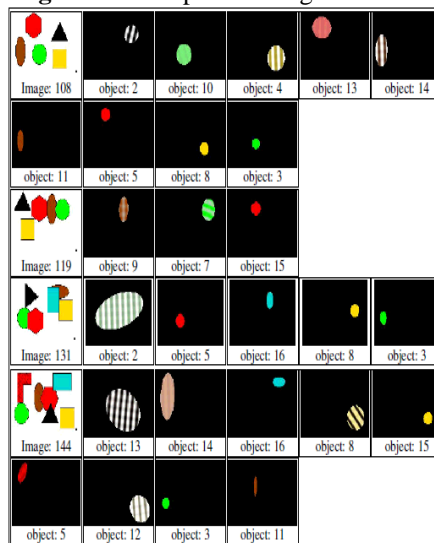 Image: 108 object: 2 object: 10 object: 4 object: 13 object: 14
object: 11 object: 5 object: 8 object: 3
Image: 119 object: 9 object: 7 object: 15
Image: 131 object: 2 object: 5 object: 16 object: 8 object: 3
Image: 144 object: 13 object: 14 object: 16 object: 8 object: 15
object: 5 object: 12 object: 3 object: 11